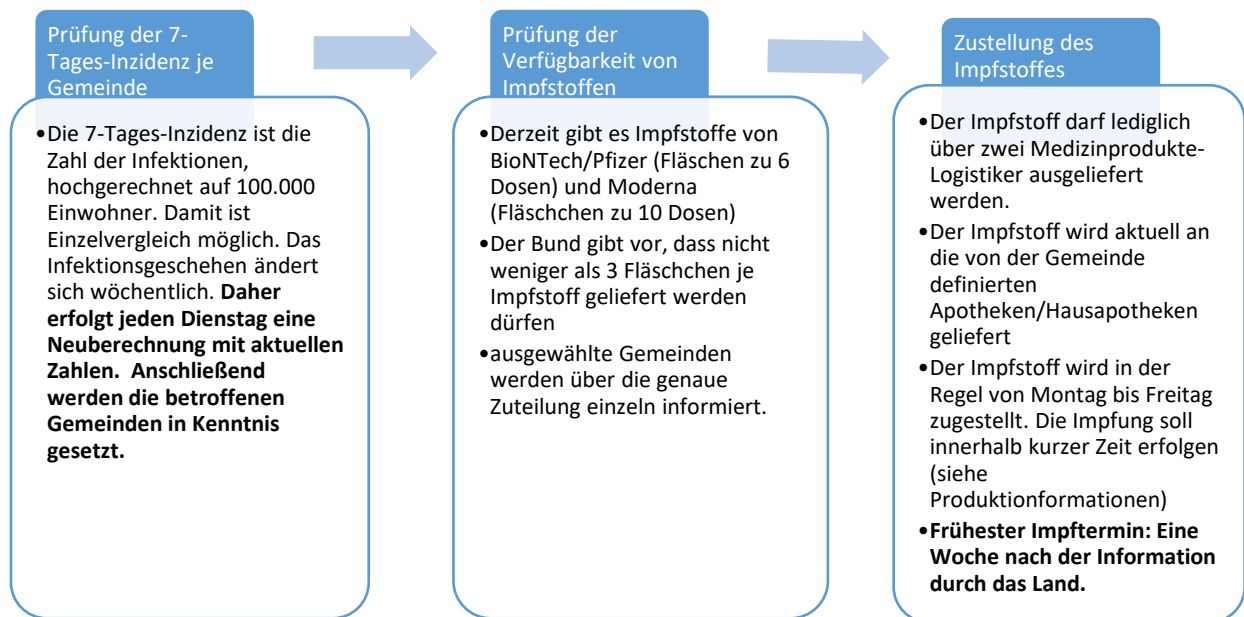 Prüfung der 7-
Tages-Inzidenz je
Gemeinde
•Die 7-Tages-Inzidenz ist die
Zahl der Infektionen,
hochgerechnet auf 100.000
Einwohner. Damit ist
Einzelvergleich möglich. Das
Infektionsgeschehen ändert
sich wöchentlich. Daher
erfolgt jeden Dienstag eine
Neuberechnung mit aktuellen
Zahlen.  Anschließend
werden die betroffenen
Gemeinden in Kenntnis
gesetzt.
Prüfung der
Verfügbarkeit von
Impfstoffen
•Derzeit gibt es Impfstoffe von
BioNTech/Pfizer (Fläschen zu 6
Dosen) und Moderna
(Fläschchen zu 10 Dosen)
•Der Bund gibt vor, dass nicht
weniger als 3 Fläschchen je
Impfstoff geliefert werden
dürfen
•ausgewählte Gemeinden
werden über die genaue
Zuteilung einzeln informiert.
Zustellung des
Impfstoffes
•Der Impfstoff darf lediglich
über zwei Medizinprodukte-
Logistiker ausgeliefert
werden.
•Der Impfstoff wird aktuell an
die von der Gemeinde
definierten
Apotheken/Hausapotheken
geliefert
•Der Impfstoff wird in der
Regel von Montag bis Freitag
zugestellt. Die Impfung soll
innerhalb kurzer Zeit erfolgen
(siehe
Produktionformationen)
•Frühester Impftermin: Eine
Woche nach der Information
durch das Land.